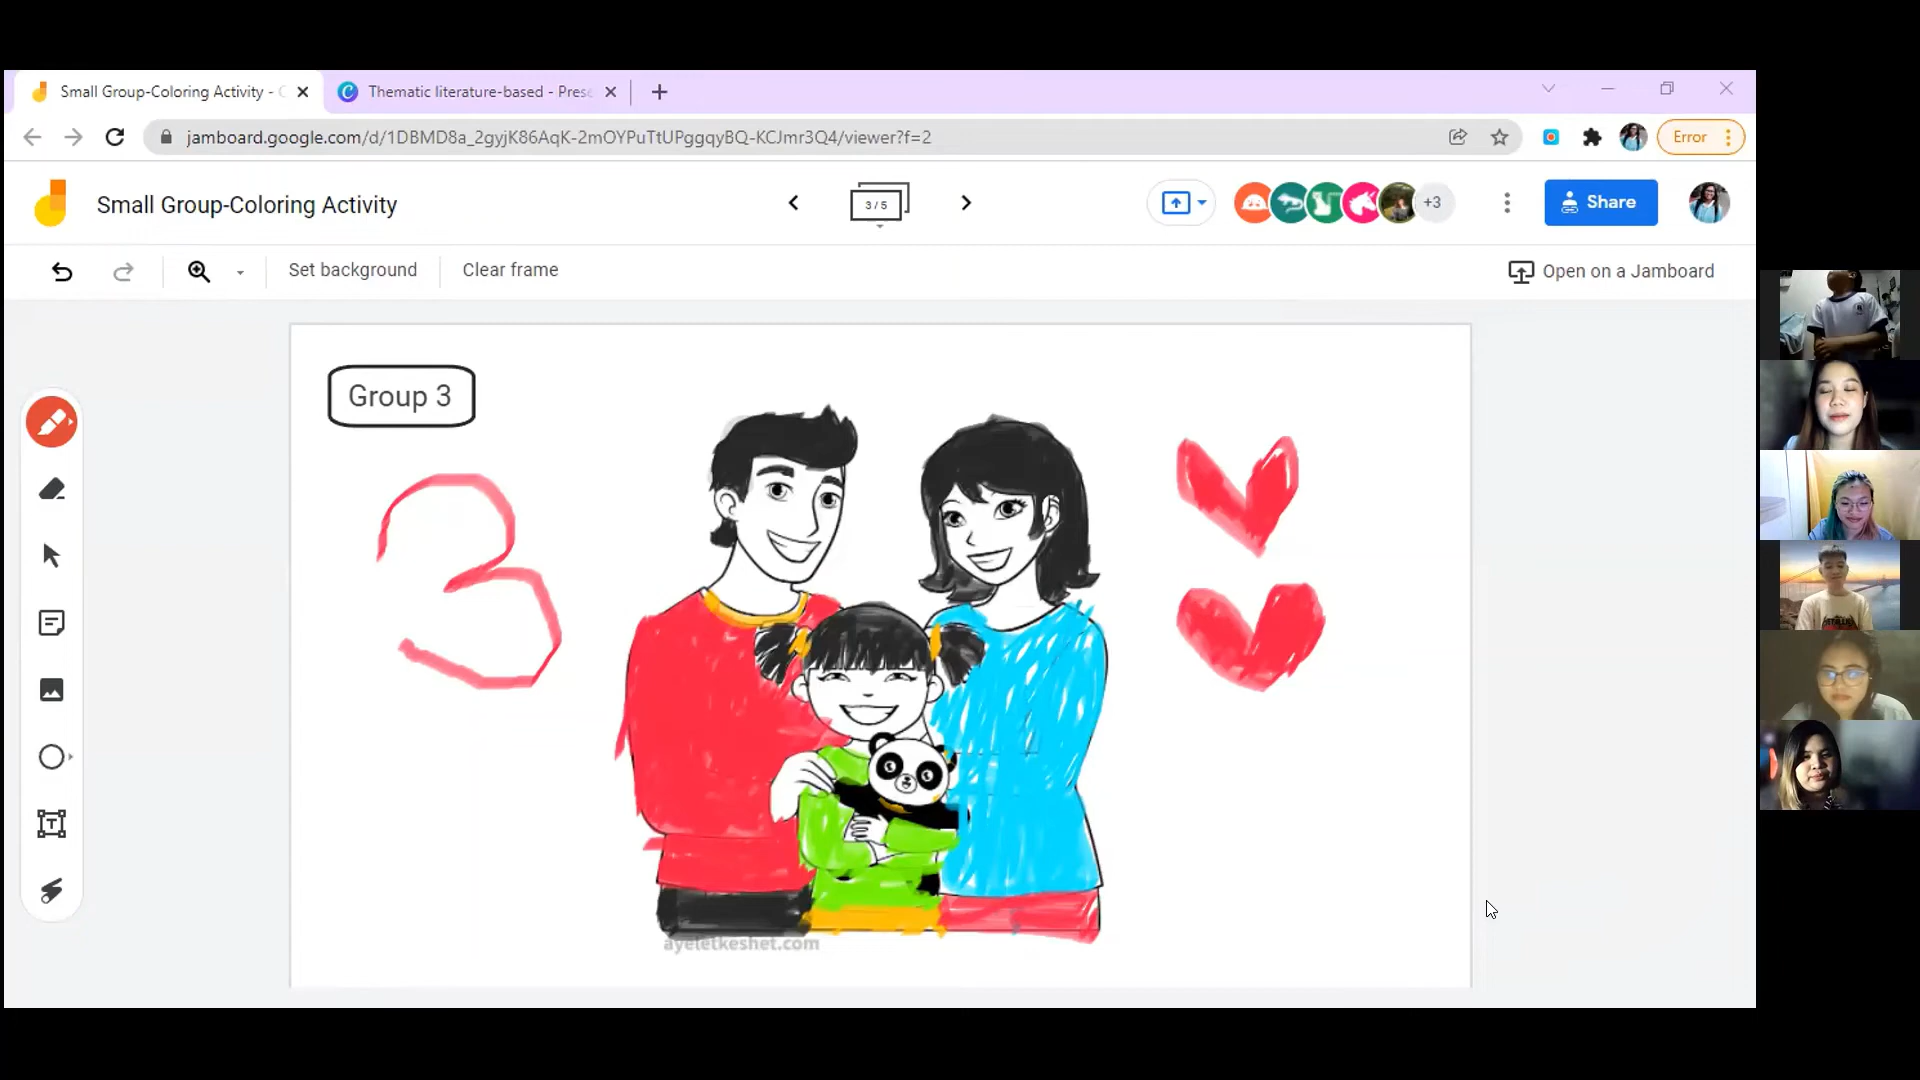 Small Group-Coloring Activity -
Thematic literature-based - Prese
jamboard.google.com/d/1DBMD8a_2gyjK86AqK-2mOYPuTtUPggqyBQ-KCJmr3Q4/viewer?f=2
Error
Small Group-Coloring Activity
3 / 5
+3
Share
Set background
Clear frame
Open on a Jamboard
Group 3
3
ayeletkeshet.com